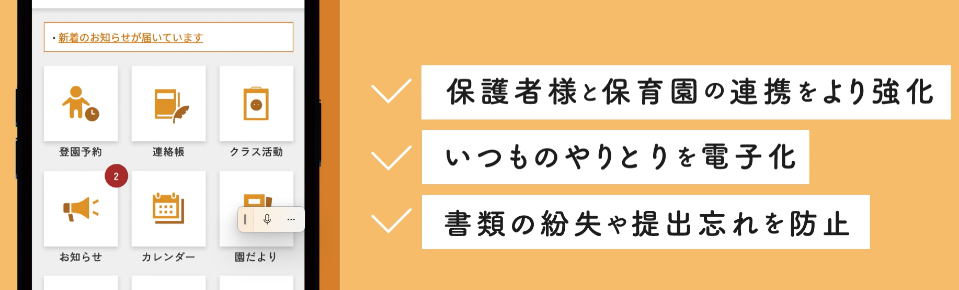 ・新着のお知らせが届いています
登園予約
連絡帳
クラス活動
2
お知らせ
カレンダー
園だより
保護者様と保育園の連携をより強化
いつものやりとりを電子化
書類の紛失や提出忘れを防止